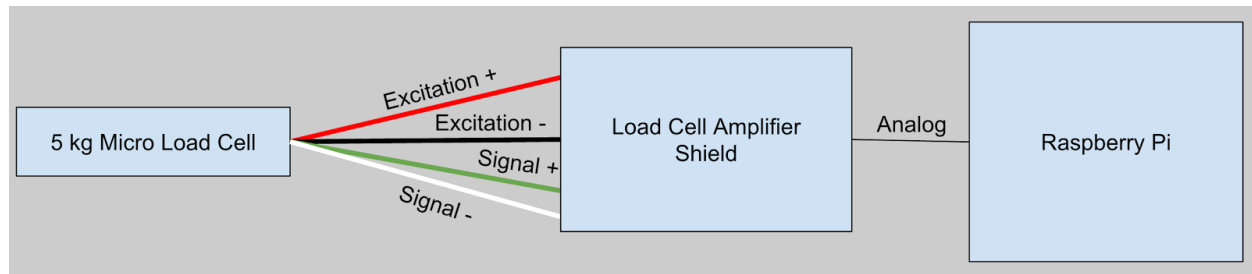 5 kg Micro Load Cell
Excitation +
Excitation -
Signal +
Signal -
Load Cell Amplifier
Shield
Analog
Raspberry Pi